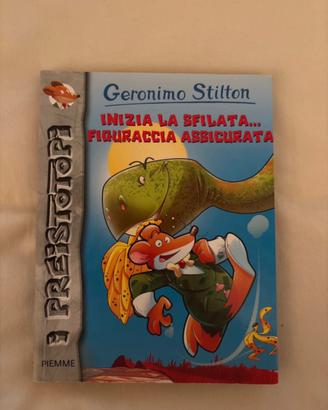 Geronimo Stilton
INIZIA LA SFILATA...
FIGURACCIA ASSICURATA
I PREISTOTOPI
PIEMME